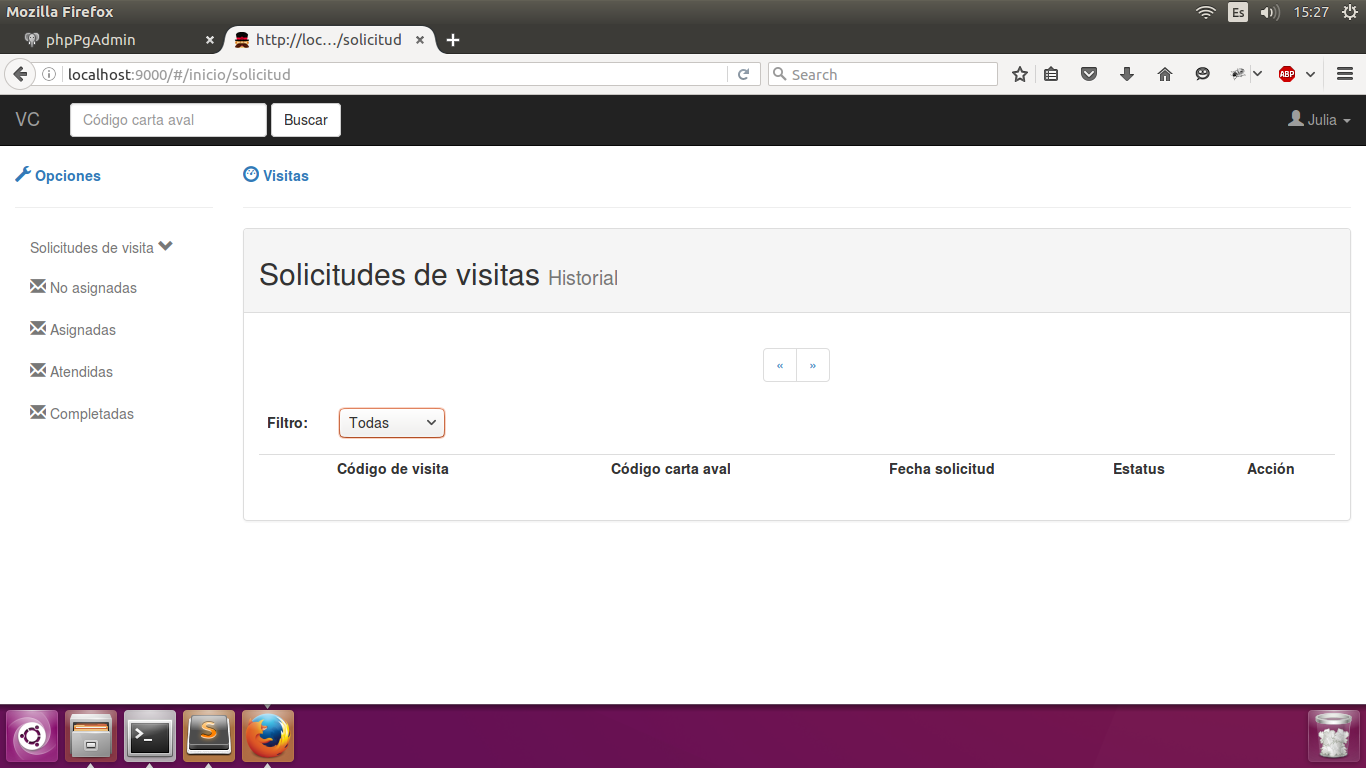 Mozilla Firefox Es 15:27
phpPgAdmin × http://loc.../solicitud × +
localhost:9000/#/inicio/solicitud Search ABP
VC Código carta aval Buscar Julia
Opciones Visitas
Solicitudes de visita
No asignadas
Asignadas
Atendidas
Completadas
Solicitudes de visitas Historial
« »
Filtro: Todas
Código de visita Código carta aval Fecha solicitud Estatus Acción
>_ S